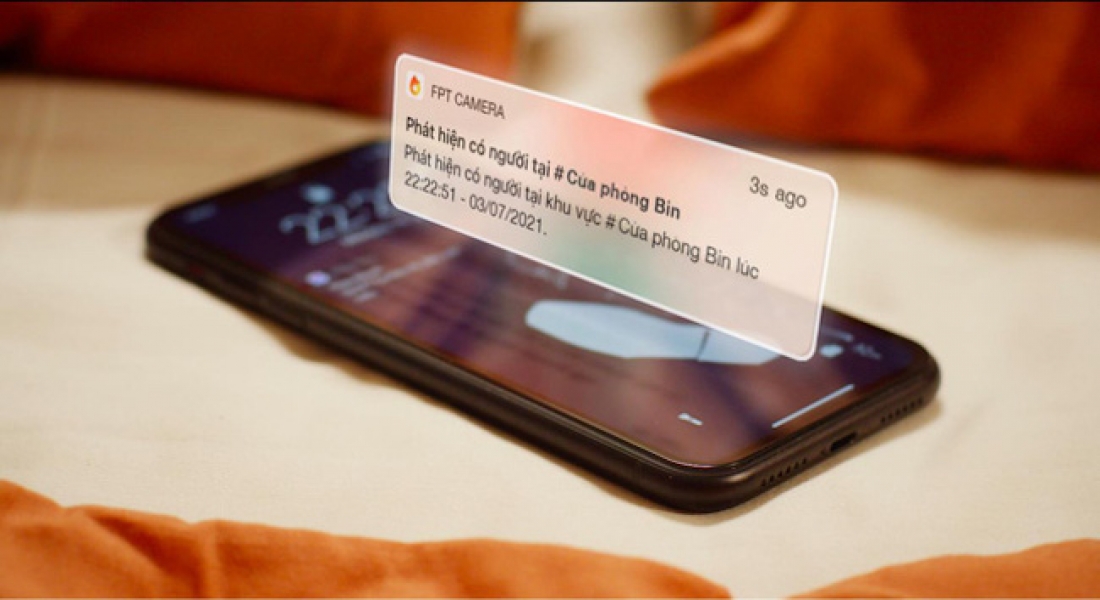 FPT CAMERA
3s ago
Phát hiện có người tại # Cửa phòng Bin
Phát hiện có người tại khu vực # Cửa phòng Bin lúc
22:22:51 - 03/07/2021.